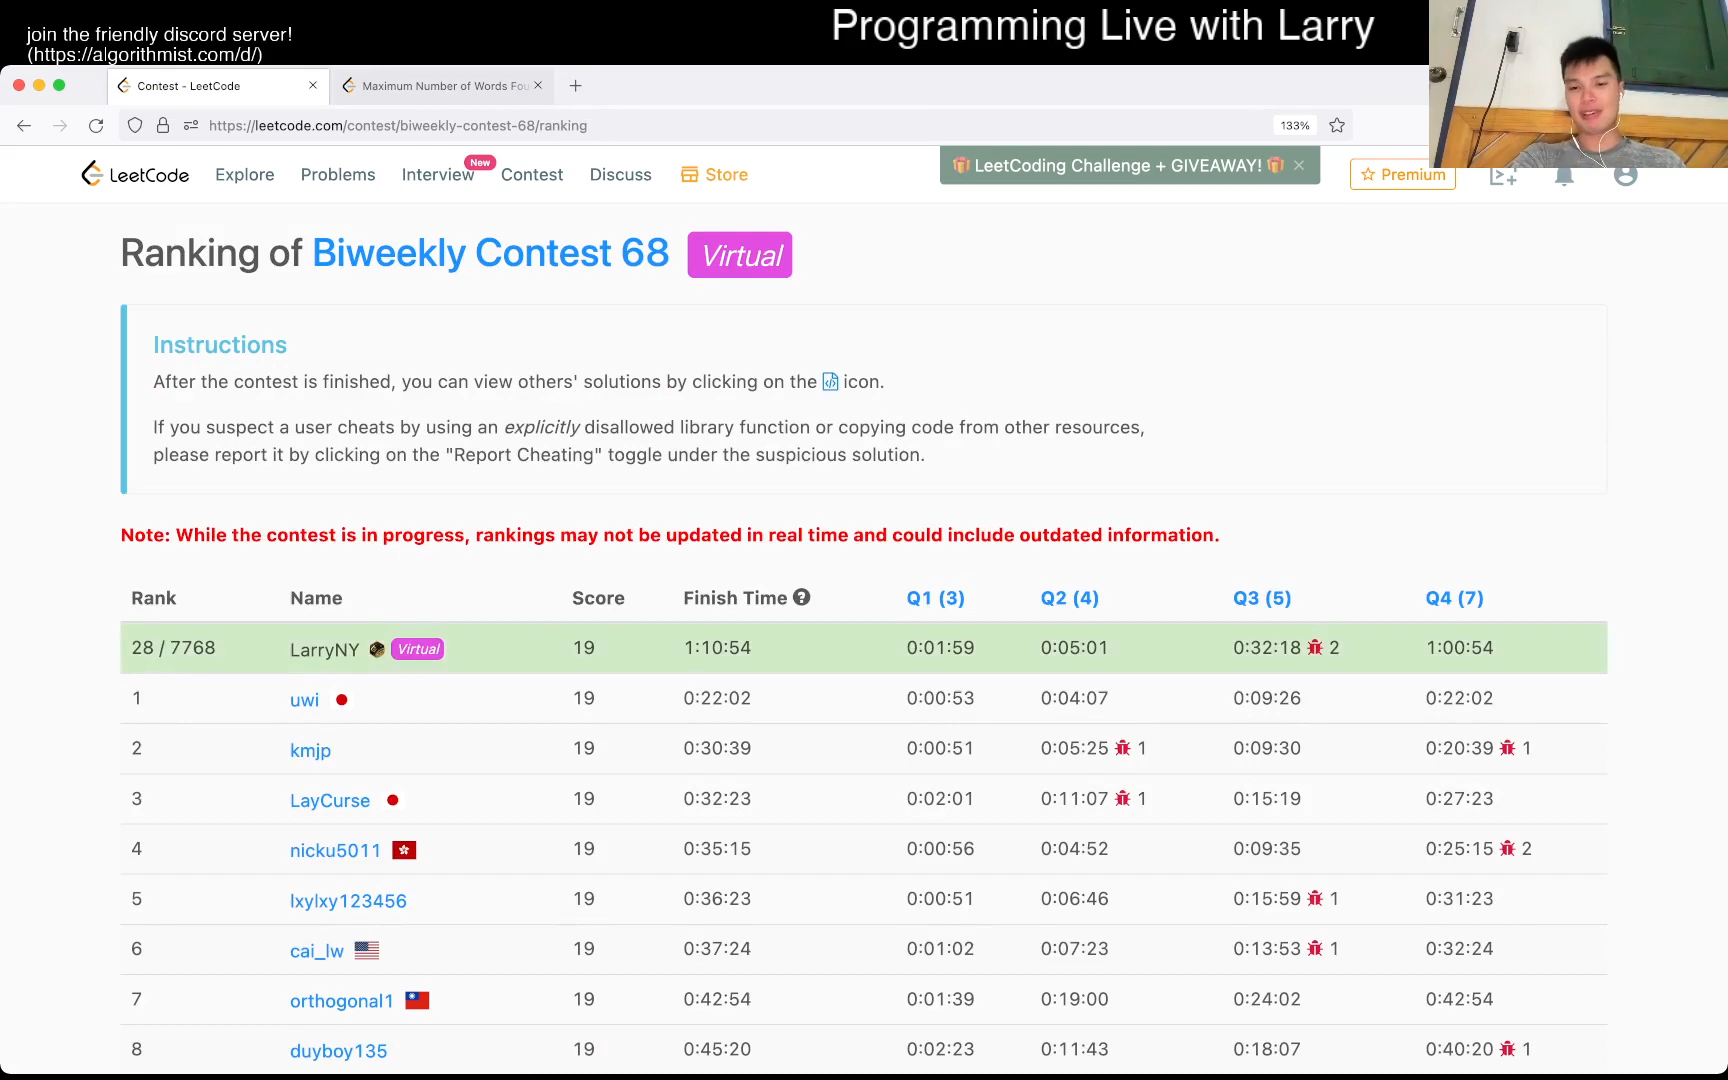 join the friendly discord server!
(https://algorithmist.com/d/)
Programming Live with Larry
Contest - LeetCode
Maximum Number of Words Fou
https://leetcode.com/contest/biweekly-contest-68/ranking
133%
LeetCode
Explore
Problems
Interview
New
Contest
Discuss
Store
LeetCoding Challenge + GIVEAWAY!
Premium
Ranking of Biweekly Contest 68 Virtual
Instructions
After the contest is finished, you can view others' solutions by clicking on the icon.
If you suspect a user cheats by using an explicitly disallowed library function or copying code from other resources,
please report it by clicking on the "Report Cheating" toggle under the suspicious solution.
Note: While the contest is in progress, rankings may not be updated in real time and could include outdated information.
Rank Name Score Finish Time Q1 (3) Q2 (4) Q3 (5) Q4 (7)
28 / 7768 LarryNY Virtual 19 1:10:54 0:01:59 0:05:01 0:32:18 2 1:00:54
1 uwi 19 0:22:02 0:00:53 0:04:07 0:09:26 0:22:02
2 kmjp 19 0:30:39 0:00:51 0:05:25 1 0:09:30 0:20:39 1
3 LayCurse 19 0:32:23 0:02:01 0:11:07 1 0:15:19 0:27:23
4 nicku5011 19 0:35:15 0:00:56 0:04:52 0:09:35 0:25:15 2
5 lxylxy123456 19 0:36:23 0:00:51 0:06:46 0:15:59 1 0:31:23
6 cai_lw 19 0:37:24 0:01:02 0:07:23 0:13:53 1 0:32:24
7 orthogonal1 19 0:42:54 0:01:39 0:19:00 0:24:02 0:42:54
8 duyboy135 19 0:45:20 0:02:23 0:11:43 0:18:07 0:40:20 1